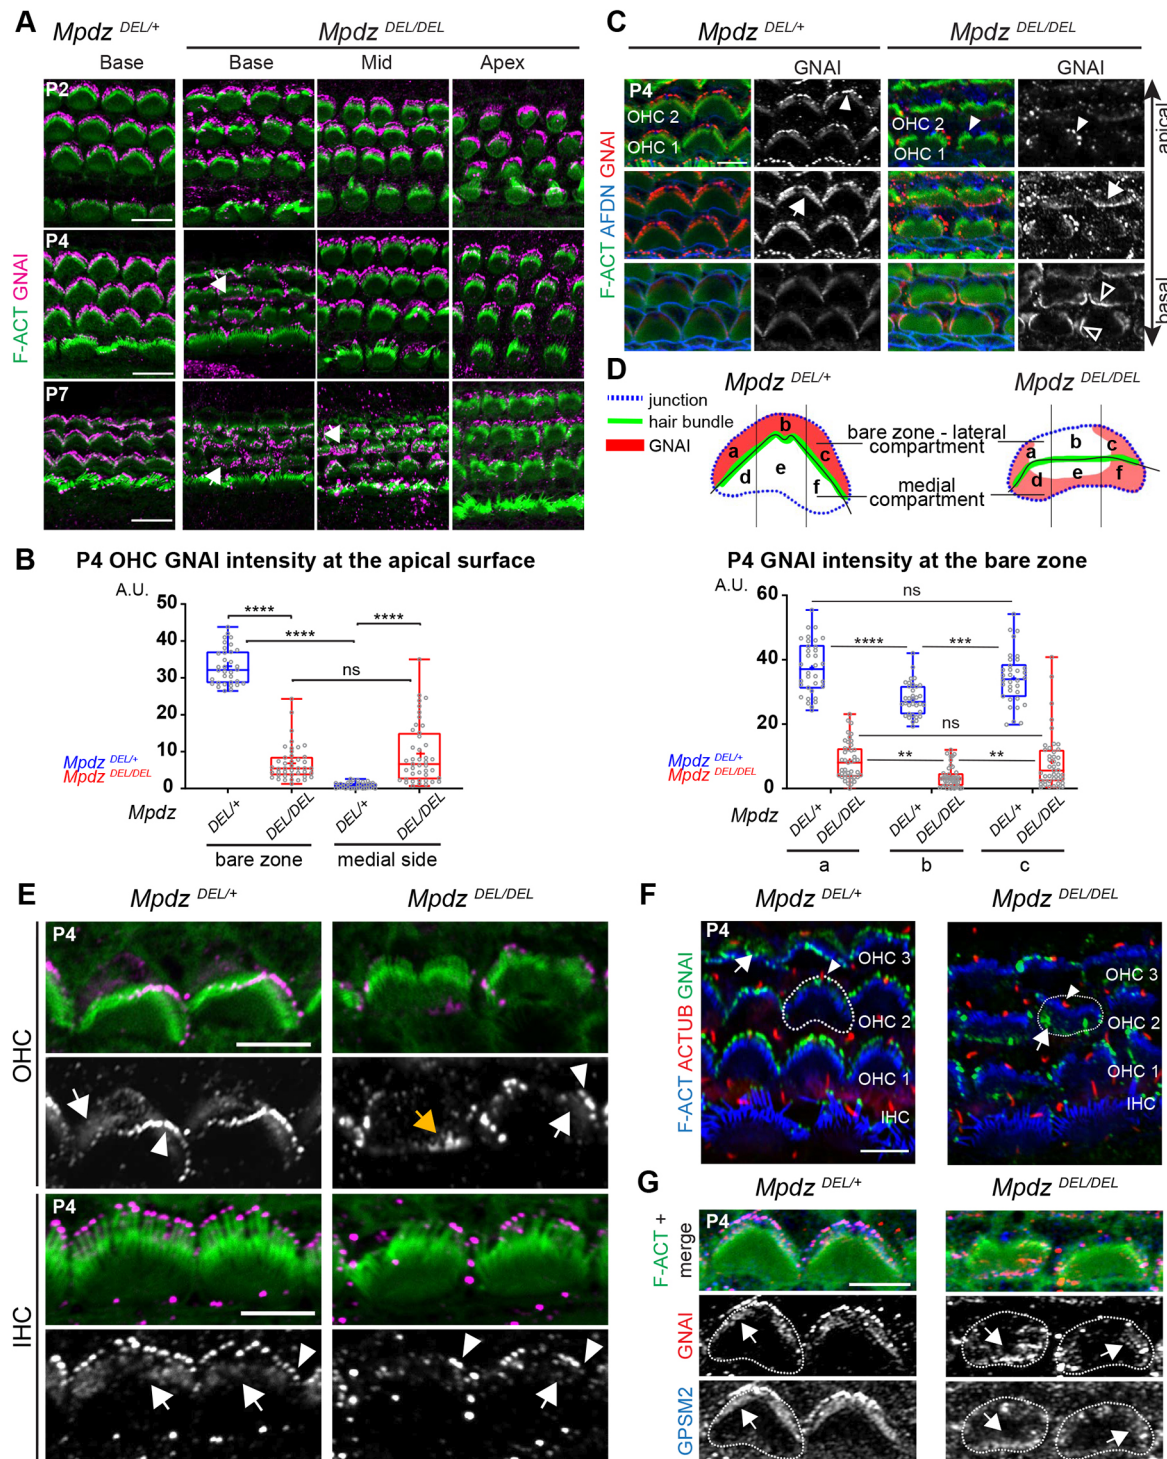 A
Mpdz DEL/+
Mpdz DEL/DEL
Base
Base
Mid
Apex
F-ACT GNAI
P2
P4
P7
B
P4 OHC GNAI intensity at the apical surface
A.U.
50
40
30
20
10
0
****
****
****
ns
Mpdz DEL/+
Mpdz DEL/DEL
Mpdz
DEL/+
DEL/DEL
DEL/+
DEL/DEL
bare zone
medial side
C
Mpdz DEL/+
Mpdz DEL/DEL
GNAI
GNAI
F-ACT AFDN GNAI
P4
OHC 2
OHC 1
OHC 2
OHC 1
apical
basal
D
Mpdz DEL/+
Mpdz DEL/DEL
junction
hair bundle
GNAI
bare zone - lateral
compartment
medial
compartment
a
b
c
d
e
f
a
b
c
d
e
f
P4 GNAI intensity at the bare zone
A.U.
60
40
20
0
ns
****
***
ns
**
**
Mpdz DEL/+
Mpdz DEL/DEL
Mpdz
DEL/+
DEL/DEL
DEL/+
DEL/DEL
DEL/+
DEL/DEL
a
b
c
E
Mpdz DEL/+
Mpdz DEL/DEL
OHC
P4
IHC
P4
F
Mpdz DEL/+
Mpdz DEL/DEL
F-ACT ACTUB GNAI
P4
OHC 3
OHC 2
OHC 1
IHC
OHC 3
OHC 2
OHC 1
IHC
G
Mpdz DEL/+
Mpdz DEL/DEL
F-ACT +
merge
P4
GNAI
GPSM2